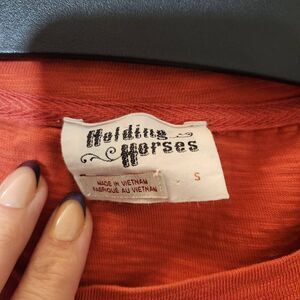 Holding
Horses
S
MADE IN VIETNAM
FABRIQUÉ AU VIETNAM